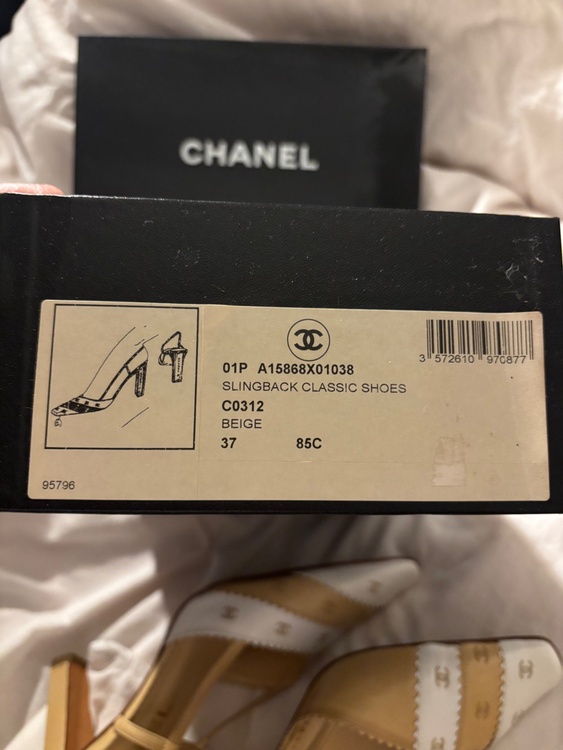 CHANEL
01P A15868X01038
SLINGBACK CLASSIC SHOES
C0312
BEIGE
37 85C
3 572610 970877
95796